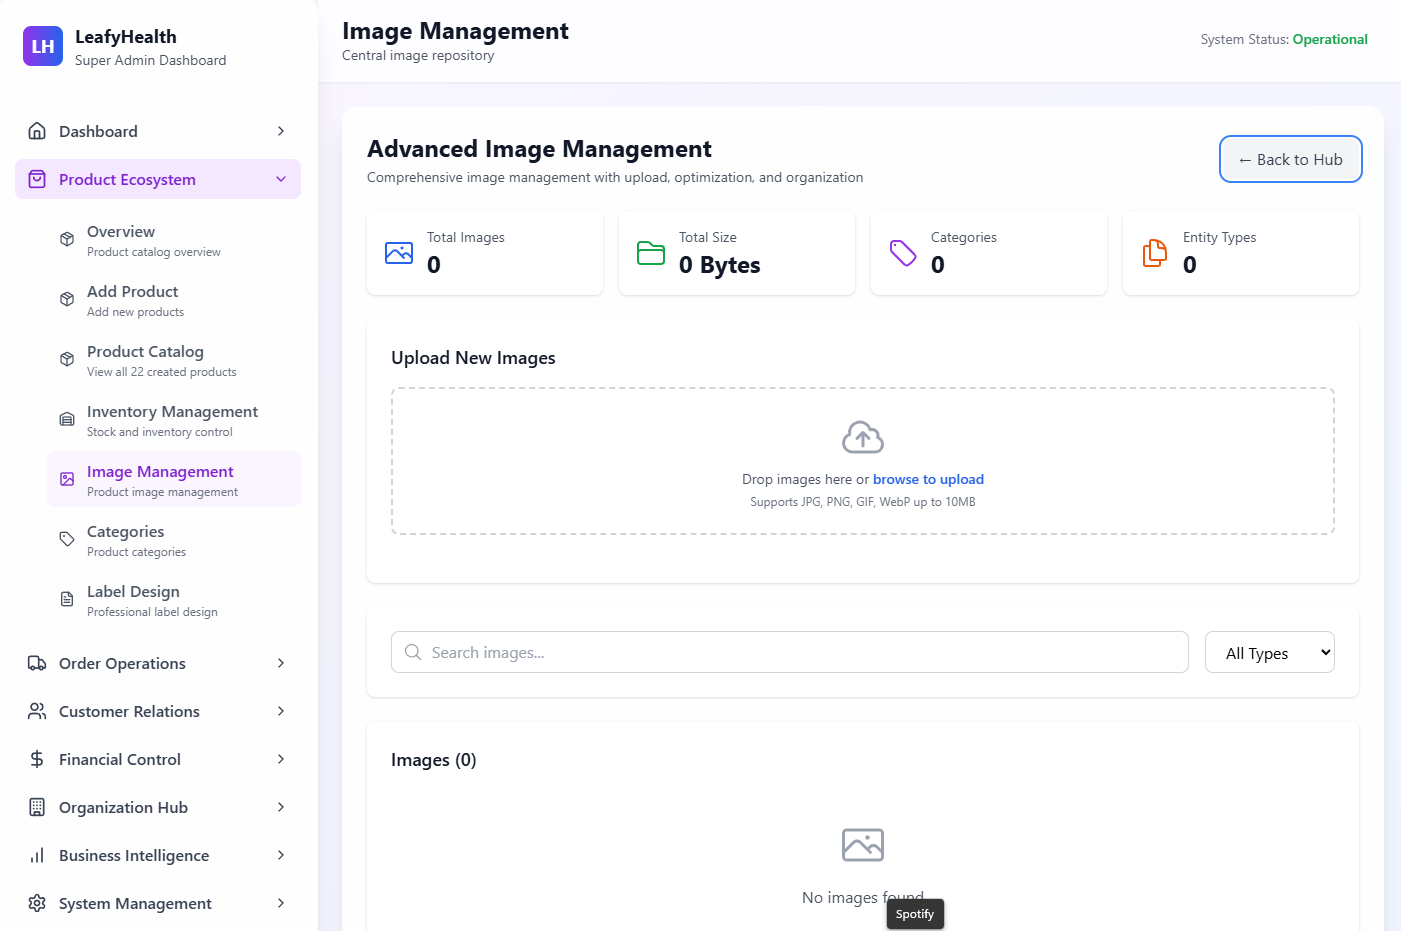 LH
LeafyHealth
Super Admin Dashboard
Dashboard
Product Ecosystem
Overview
Product catalog overview
Add Product
Add new products
Product Catalog
View all 22 created products
Inventory Management
Stock and inventory control
Image Management
Product image management
Categories
Product categories
Label Design
Professional label design
Order Operations
Customer Relations
Financial Control
Organization Hub
Business Intelligence
System Management
Image Management
Central image repository
System Status: Operational
Advanced Image Management
Comprehensive image management with upload, optimization, and organization
← Back to Hub
Total Images
0
Total Size
0 Bytes
Categories
0
Entity Types
0
Upload New Images
Drop images here or browse to upload
Supports JPG, PNG, GIF, WebP up to 10MB
Search images...
All Types
Images (0)
No images found
Spotify